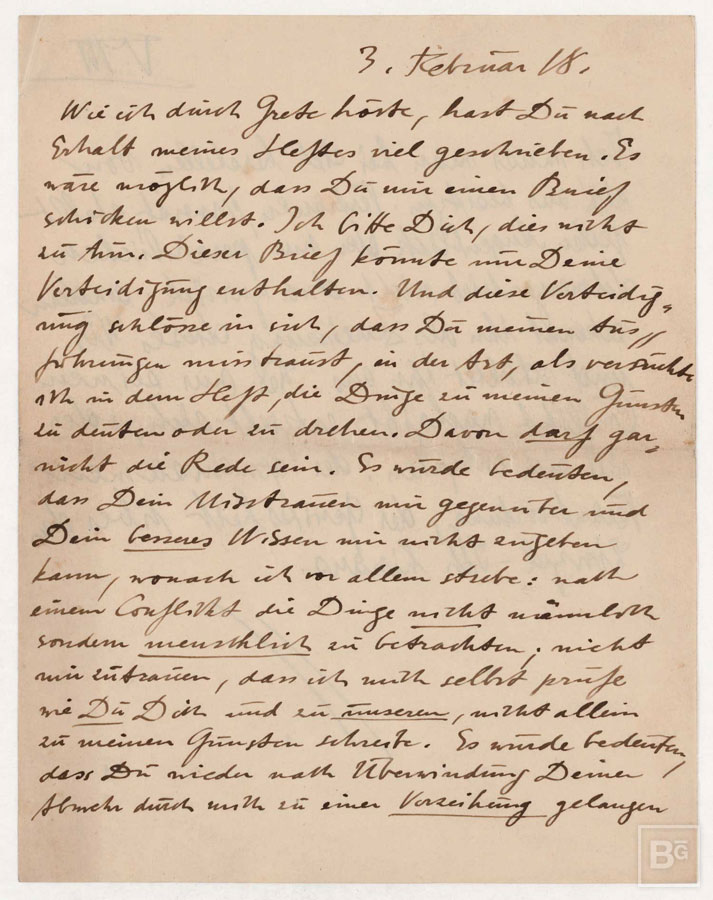 3. Februar 18.
Wie ich durch Grete hörte, hast Du nach
Erhalt meines Heftes viel geschrieben. Es
wäre möglich, dass Du mir einen Brief
schicken willst. Ich bitte Dich, dies nicht
zu tun. Dieser Brief könnte nur Deine
Verteidigung enthalten. Und diese Verteidig-
ung schlösse in sich, dass Du meinen Aus-
führungen misstraust, in der Art, als versuchte
ich in dem Heft, die Dinge zu meinen Gunsten
zu deuten oder zu drehen. Davon darf gar-
nicht die Rede sein. Es würde bedeuten,
dass Dein Misstrauen mir gegenüber und
Dein besseres Wissen mir nicht zugeben
kann, wonach ich vor allem strebe: nach
einem Conflikt die Dinge nicht männlich
sondern menschlich zu betrachten; nicht
mir zutrauen, dass ich mich selbst prüfe
wie Du Dich und zu unseren, nicht allein
zu meinen Gunsten schreibe. Es würde bedeuten,
dass Du wieder nach Überwindung Deiner
Abwehr durch mich zu einer Verzeihung gelangen
BG